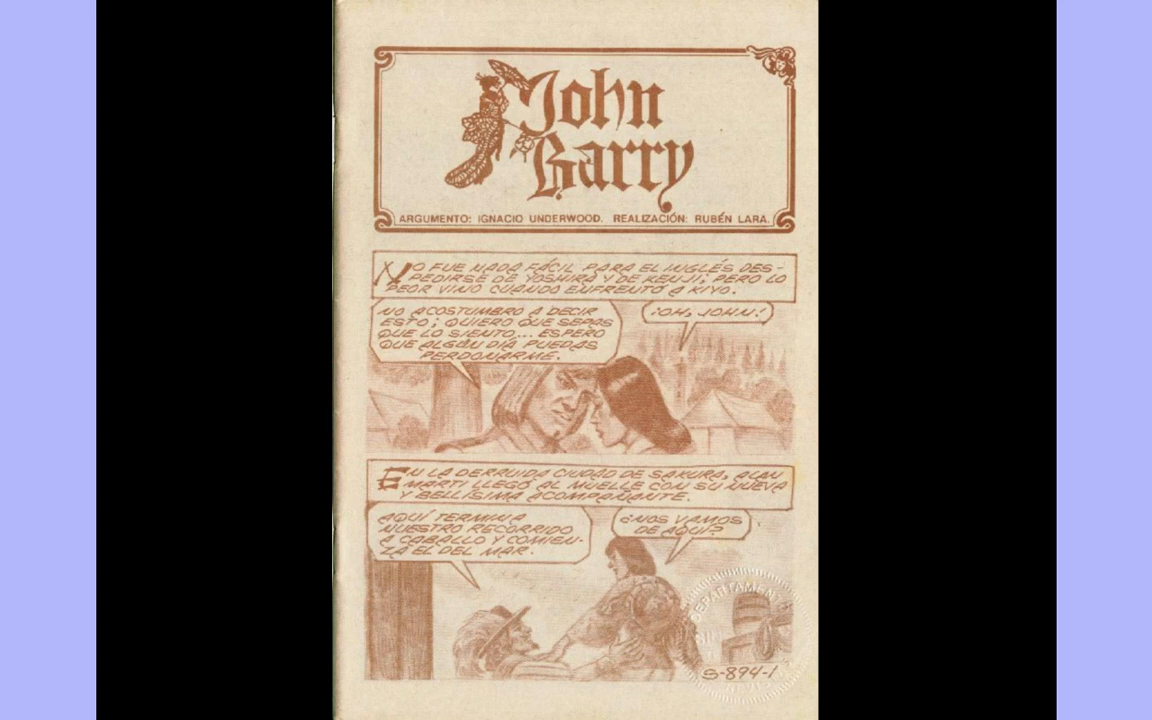 John
Barry
ARGUMENTO: IGNACIO UNDERWOOD. REALIZACIÓN: RUBÉN LARA.
NO FUE NADA FÁCIL PARA EL INGLÉS DES-
PEDIRSE DE YOSHIRA Y DE KENJI; PERO LO
PEOR VINO CUANDO ENFRENTÓ A KIYO.
NO ACOSTUMBRO A DECIR
ESTO; QUIERO QUE SEPAS
QUE LO SIENTO... ESPERO
QUE ALGÚN DÍA PUEDAS
PERDONARME.
¡OH, JOHN!
EN LA DERRUIDA CIUDAD DE SAKURA, ALAN
MARTI LLEGÓ AL MUELLE CON SU NUEVA
Y BELLÍSIMA ACOMPAÑANTE.
AQUÍ TERMINA
NUESTRO RECORRIDO
A CABALLO Y COMIEN-
ZA EL DEL MAR.
¿NOS VAMOS
DE AQUÍ?
DEPARTAMEN
S-894-1